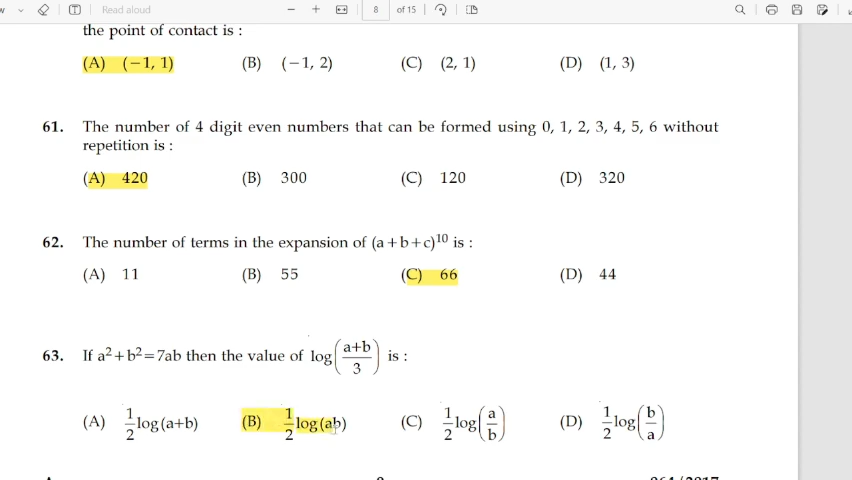 Read aloud
8 of 15
the point of contact is :
(A) (−1, 1) (B) (−1, 2) (C) (2, 1) (D) (1, 3)
61. The number of 4 digit even numbers that can be formed using 0, 1, 2, 3, 4, 5, 6 without
repetition is :
(A) 420 (B) 300 (C) 120 (D) 320
62. The number of terms in the expansion of (a+b+c)¹⁰ is :
(A) 11 (B) 55 (C) 66 (D) 44
63. If a²+b²=7ab then the value of log((a+b)/3) is :
(A) 1/2 log(a+b) (B) 1/2 log(ab) (C) 1/2 log(a/b) (D) 1/2 log(b/a)